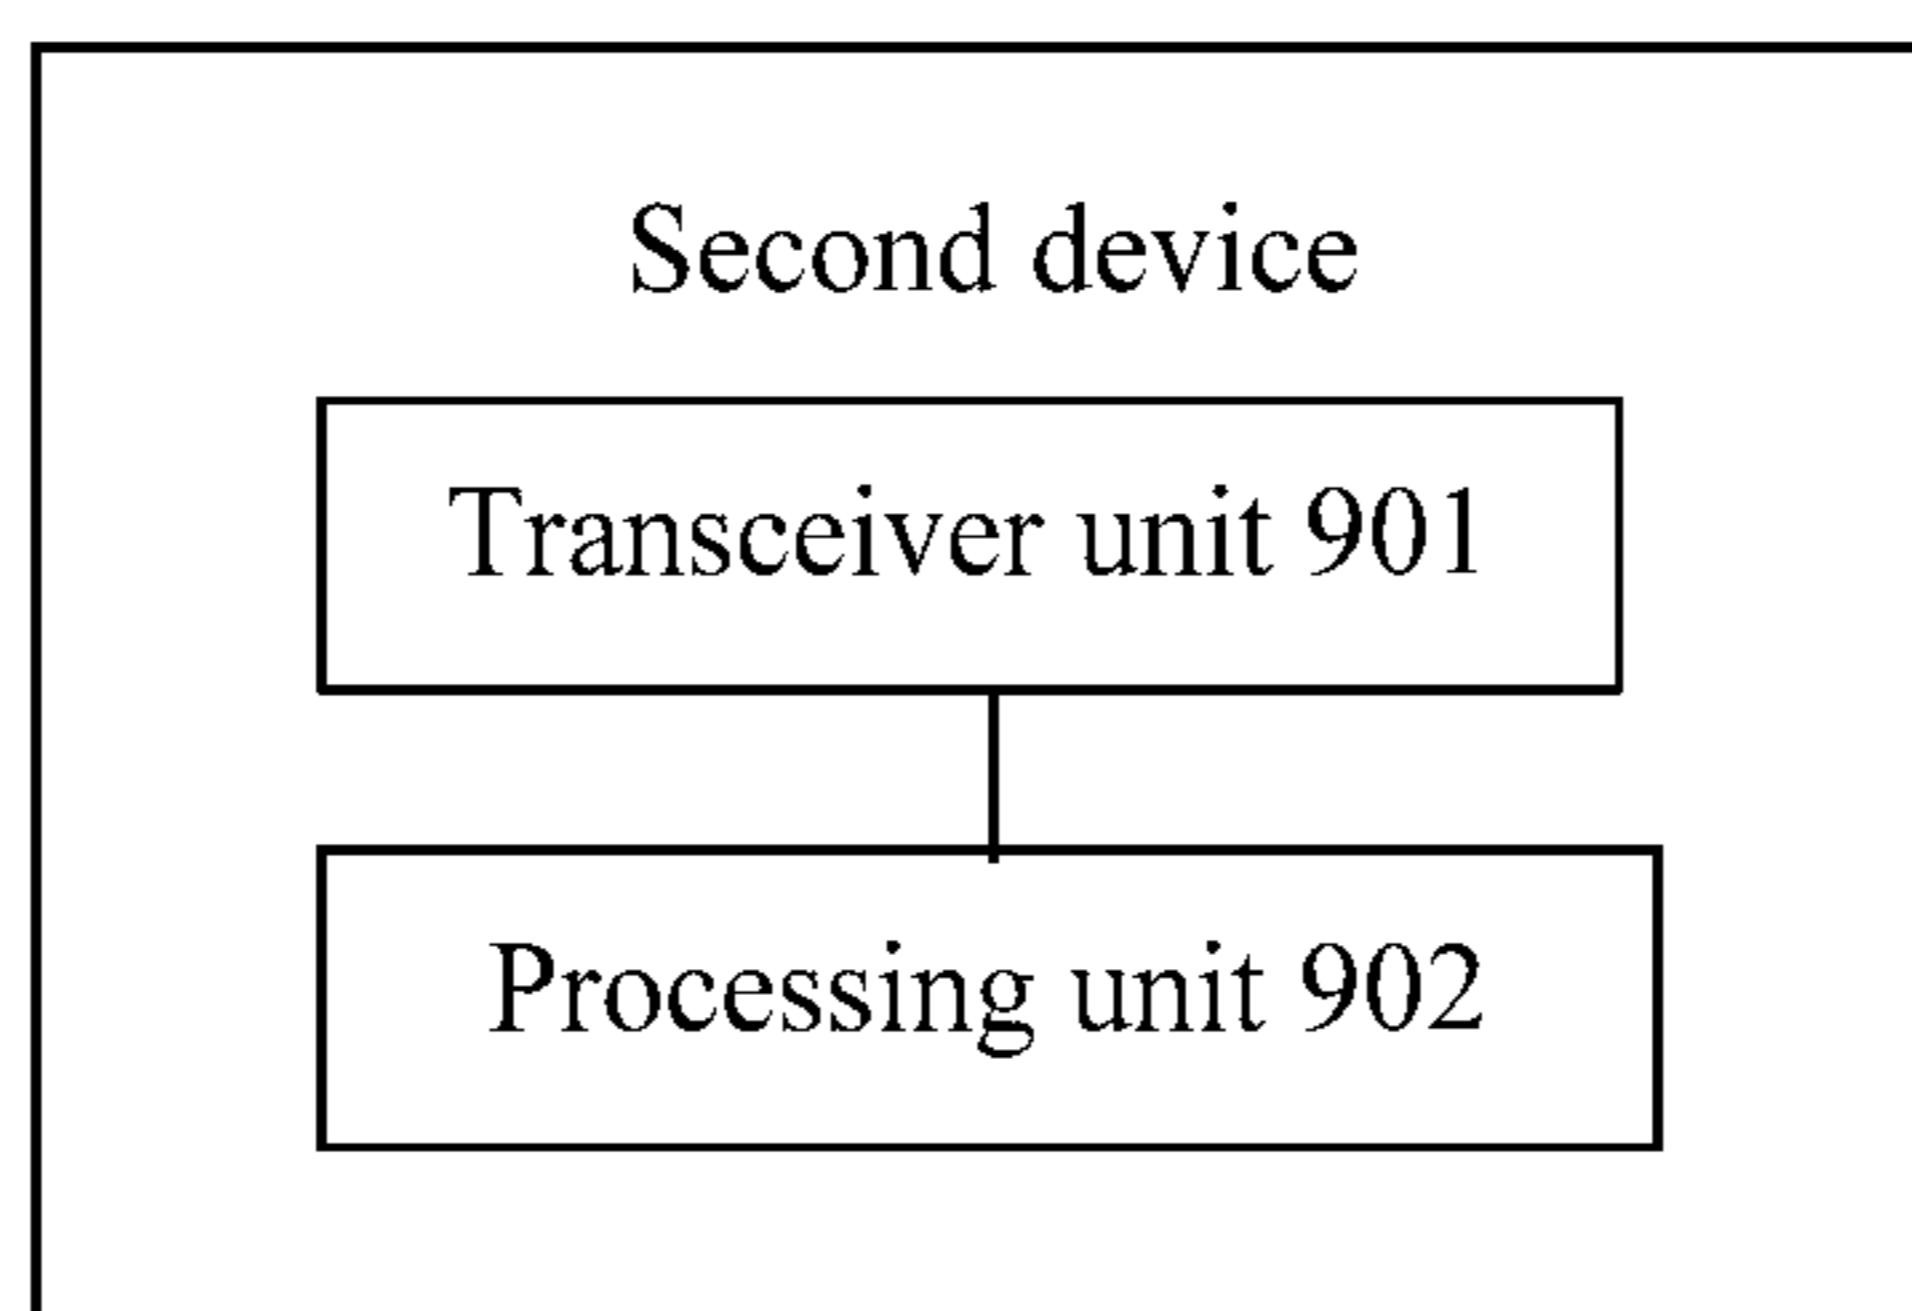 Second device
Transceiver unit 901
Processing unit 902